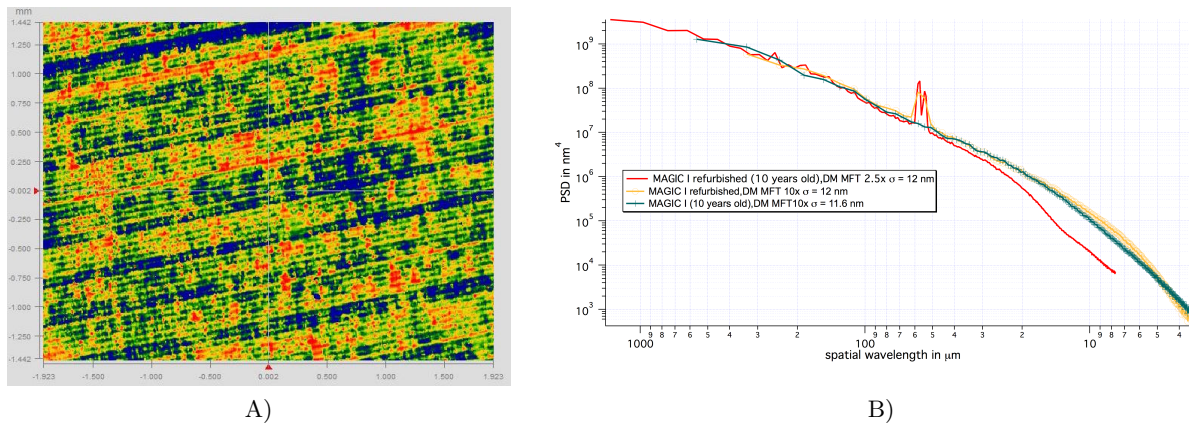 mm
1.442
1.250
1.000
0.750
0.500
0.250
-0.002
-0.250
-0.500
-0.750
-1.000
-1.250
-1.442
-1.923 -1.500 -1.000 -0.500 0.002 0.500 1.000 1.500 1.923
A)
PSD in nm⁴
10⁹
10⁸
10⁷
10⁶
10⁵
10⁴
10³
MAGIC I refurbished (10 years old),DM MFT 2.5x σ = 12 nm
MAGIC I refurbished,DM MFT 10x σ = 12 nm
MAGIC I (10 years old),DM MFT10x σ = 11.6 nm
1000 9 8 7 6 5 4 3 2 100 9 8 7 6 5 4 3 2 10 9 8 7 6 5 4
spatial wavelength in μm
B)